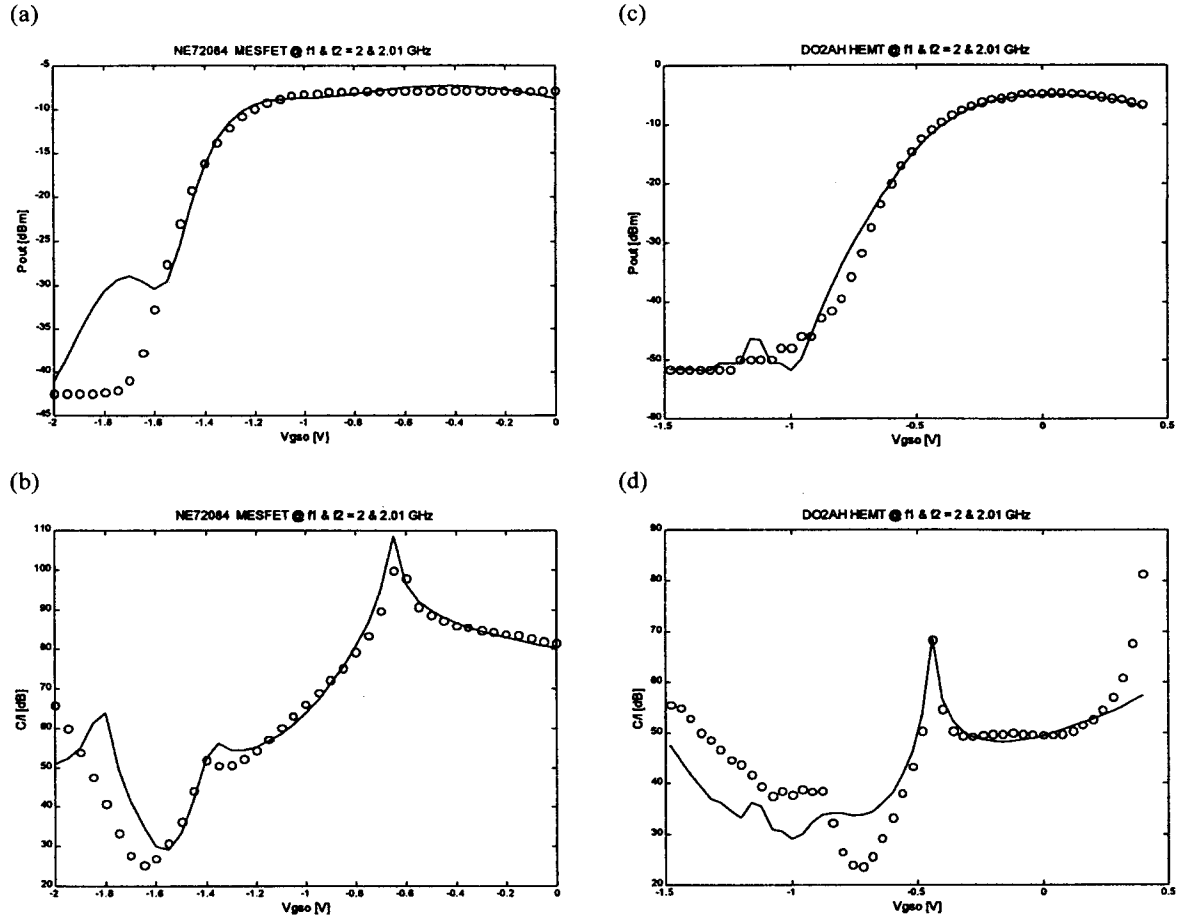 (a)
NE72084 MESFET @ f1 & f2 = 2 & 2.01 GHz
-5
-10
-15
-20
-25
-30
-35
-40
-45
Pout [dBm]
-2 -1.8 -1.6 -1.4 -1.2 -1 -0.8 -0.6 -0.4 -0.2 0
Vgso [V]
(c)
DO2AH HEMT @ f1 & f2 = 2 & 2.01 GHz
0
-10
-20
-30
-40
-50
-60
Pout [dBm]
-1.5 -1 -0.5 0 0.5
Vgso [V]
(b)
NE72084 MESFET @ f1 & f2 = 2 & 2.01 GHz
110
100
90
80
70
60
50
40
30
20
C/I [dB]
-2 -1.8 -1.6 -1.4 -1.2 -1 -0.8 -0.6 -0.4 -0.2 0
Vgso [V]
(d)
DO2AH HEMT @ f1 & f2 = 2 & 2.01 GHz
90
80
70
60
50
40
30
20
C/I [dB]
-1.5 -1 -0.5 0 0.5
Vgso [V]